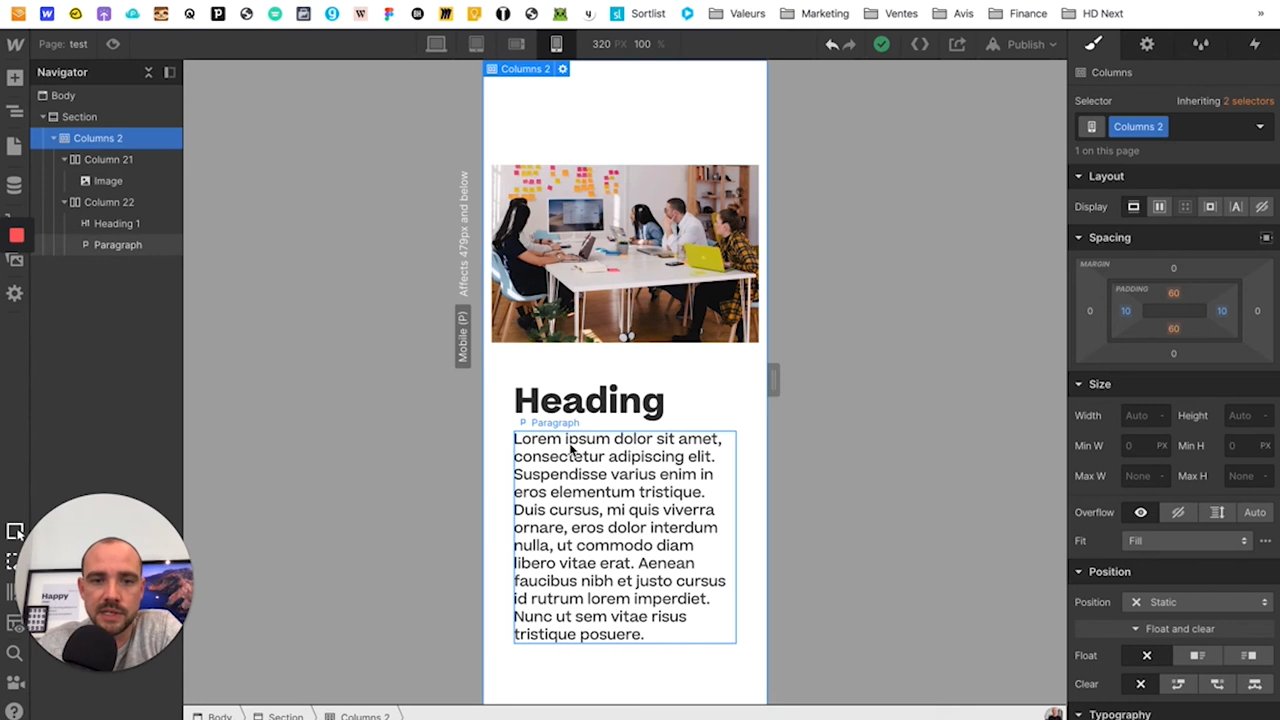 Sortlist
Valeurs
Marketing
Ventes
Avis
Finance
HD Next
»
Page: test
320 PX 100 %
Publish
Navigator
Body
Section
Columns 2
Column 21
Image
Column 22
H1 Heading 1
P Paragraph
Columns 2
Affects 479px and below
Mobile (P)
Heading
P Paragraph
Lorem ipsum dolor sit amet,
consectetur adipiscing elit.
Suspendisse varius enim in
eros elementum tristique.
Duis cursus, mi quis viverra
ornare, eros dolor interdum
nulla, ut commodo diam
libero vitae erat. Aenean
faucibus nibh et justo cursus
id rutrum lorem imperdiet.
Nunc ut sem vitae risus
tristique posuere.
Happy
Body
Section
Columns 2
Columns
Selector
Inheriting 2 selectors
Columns 2
1 on this page
Layout
Display
Spacing
MARGIN
0
PADDING
60
0
10
10
0
60
0
Size
Width Auto - Height Auto -
Min W 0 PX Min H 0 PX
Max W None - Max H None -
Overflow Auto
Fit Fill
Position
Position Static
Float and clear
Float
Clear
Typography